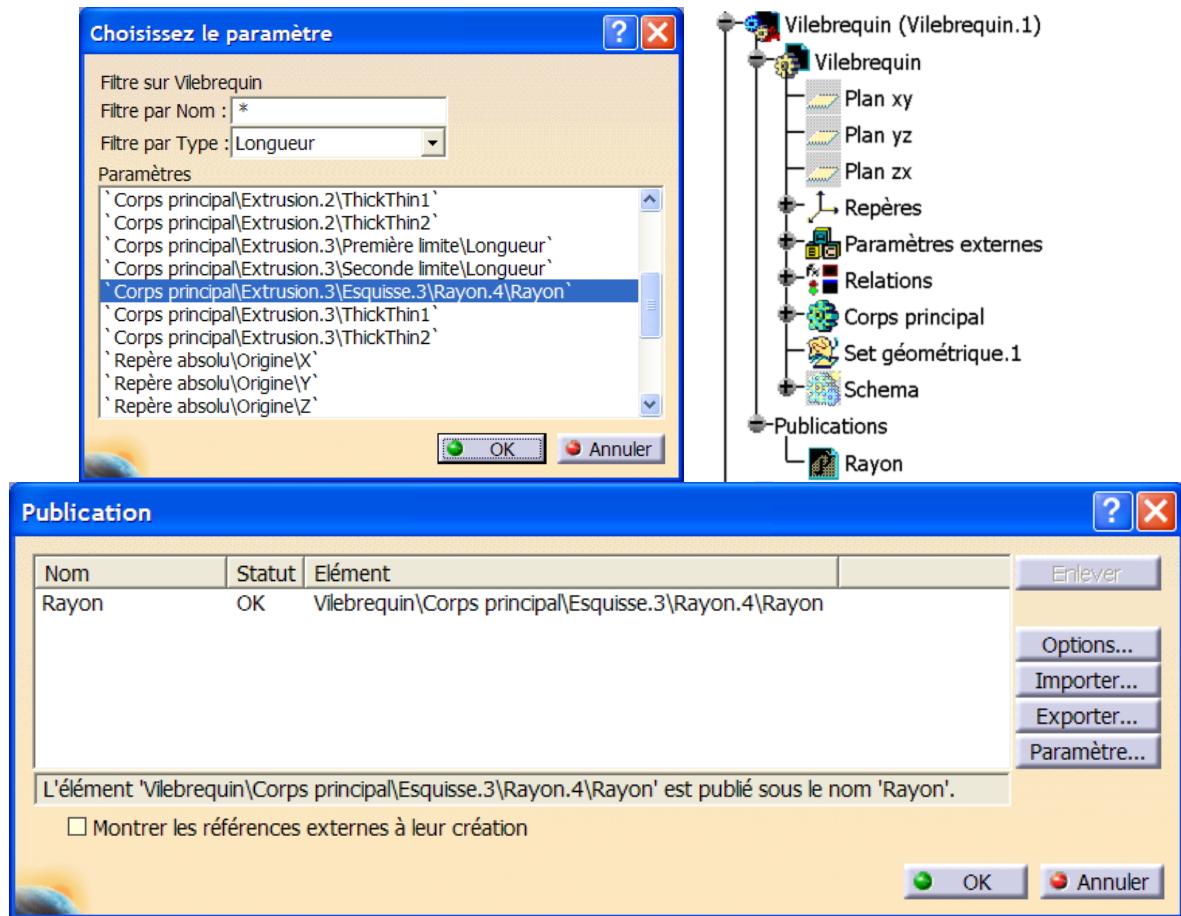 Choisissez le paramètre
Filtre sur Vilebrequin
Filtre par Nom : *
Filtre par Type : Longueur
Paramètres
`Corps principal\Extrusion.2\ThickThin1`
`Corps principal\Extrusion.2\ThickThin2`
`Corps principal\Extrusion.3\Première limite\Longueur`
`Corps principal\Extrusion.3\Seconde limite\Longueur`
`Corps principal\Extrusion.3\Esquisse.3\Rayon.4\Rayon`
`Corps principal\Extrusion.3\ThickThin1`
`Corps principal\Extrusion.3\ThickThin2`
`Repère absolu\Origine\X`
`Repère absolu\Origine\Y`
`Repère absolu\Origine\Z`
OK Annuler
Vilebrequin (Vilebrequin.1)
Vilebrequin
Plan xy
Plan yz
Plan zx
Repères
Paramètres externes
Relations
Corps principal
Set géométrique.1
Schema
Publications
Rayon
Publication
Nom Statut Elément
Rayon OK Vilebrequin\Corps principal\Esquisse.3\Rayon.4\Rayon
Enlever
Options...
Importer...
Exporter...
Paramètre...
L'élément 'Vilebrequin\Corps principal\Esquisse.3\Rayon.4\Rayon' est publié sous le nom 'Rayon'.
Montrer les références externes à leur création
OK Annuler